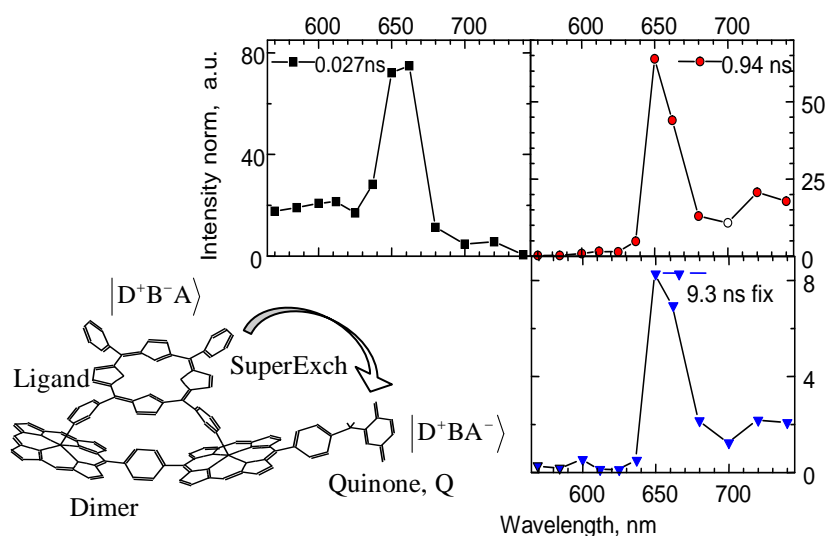 600 650 700
600 650 700
80
40
0
Intensity norm, a.u.
0.027ns
0.94 ns
50
25
0
9.3 ns fix
8
4
0
600 650 700
Wavelength, nm
|D⁺B⁻A⟩
SuperExch
Ligand
|D⁺BA⁻⟩
Quinone, Q
Dimer